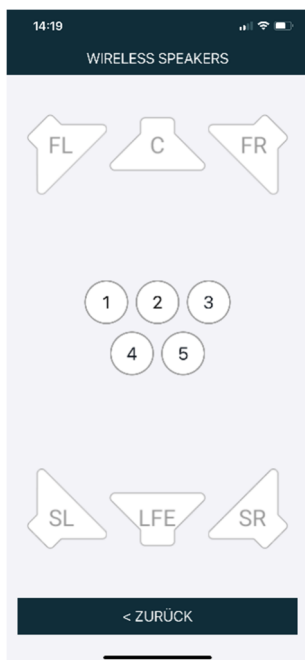 14:19
WIRELESS SPEAKERS
FL C FR
1 2 3
4 5
SL LFE SR
< ZURÜCK